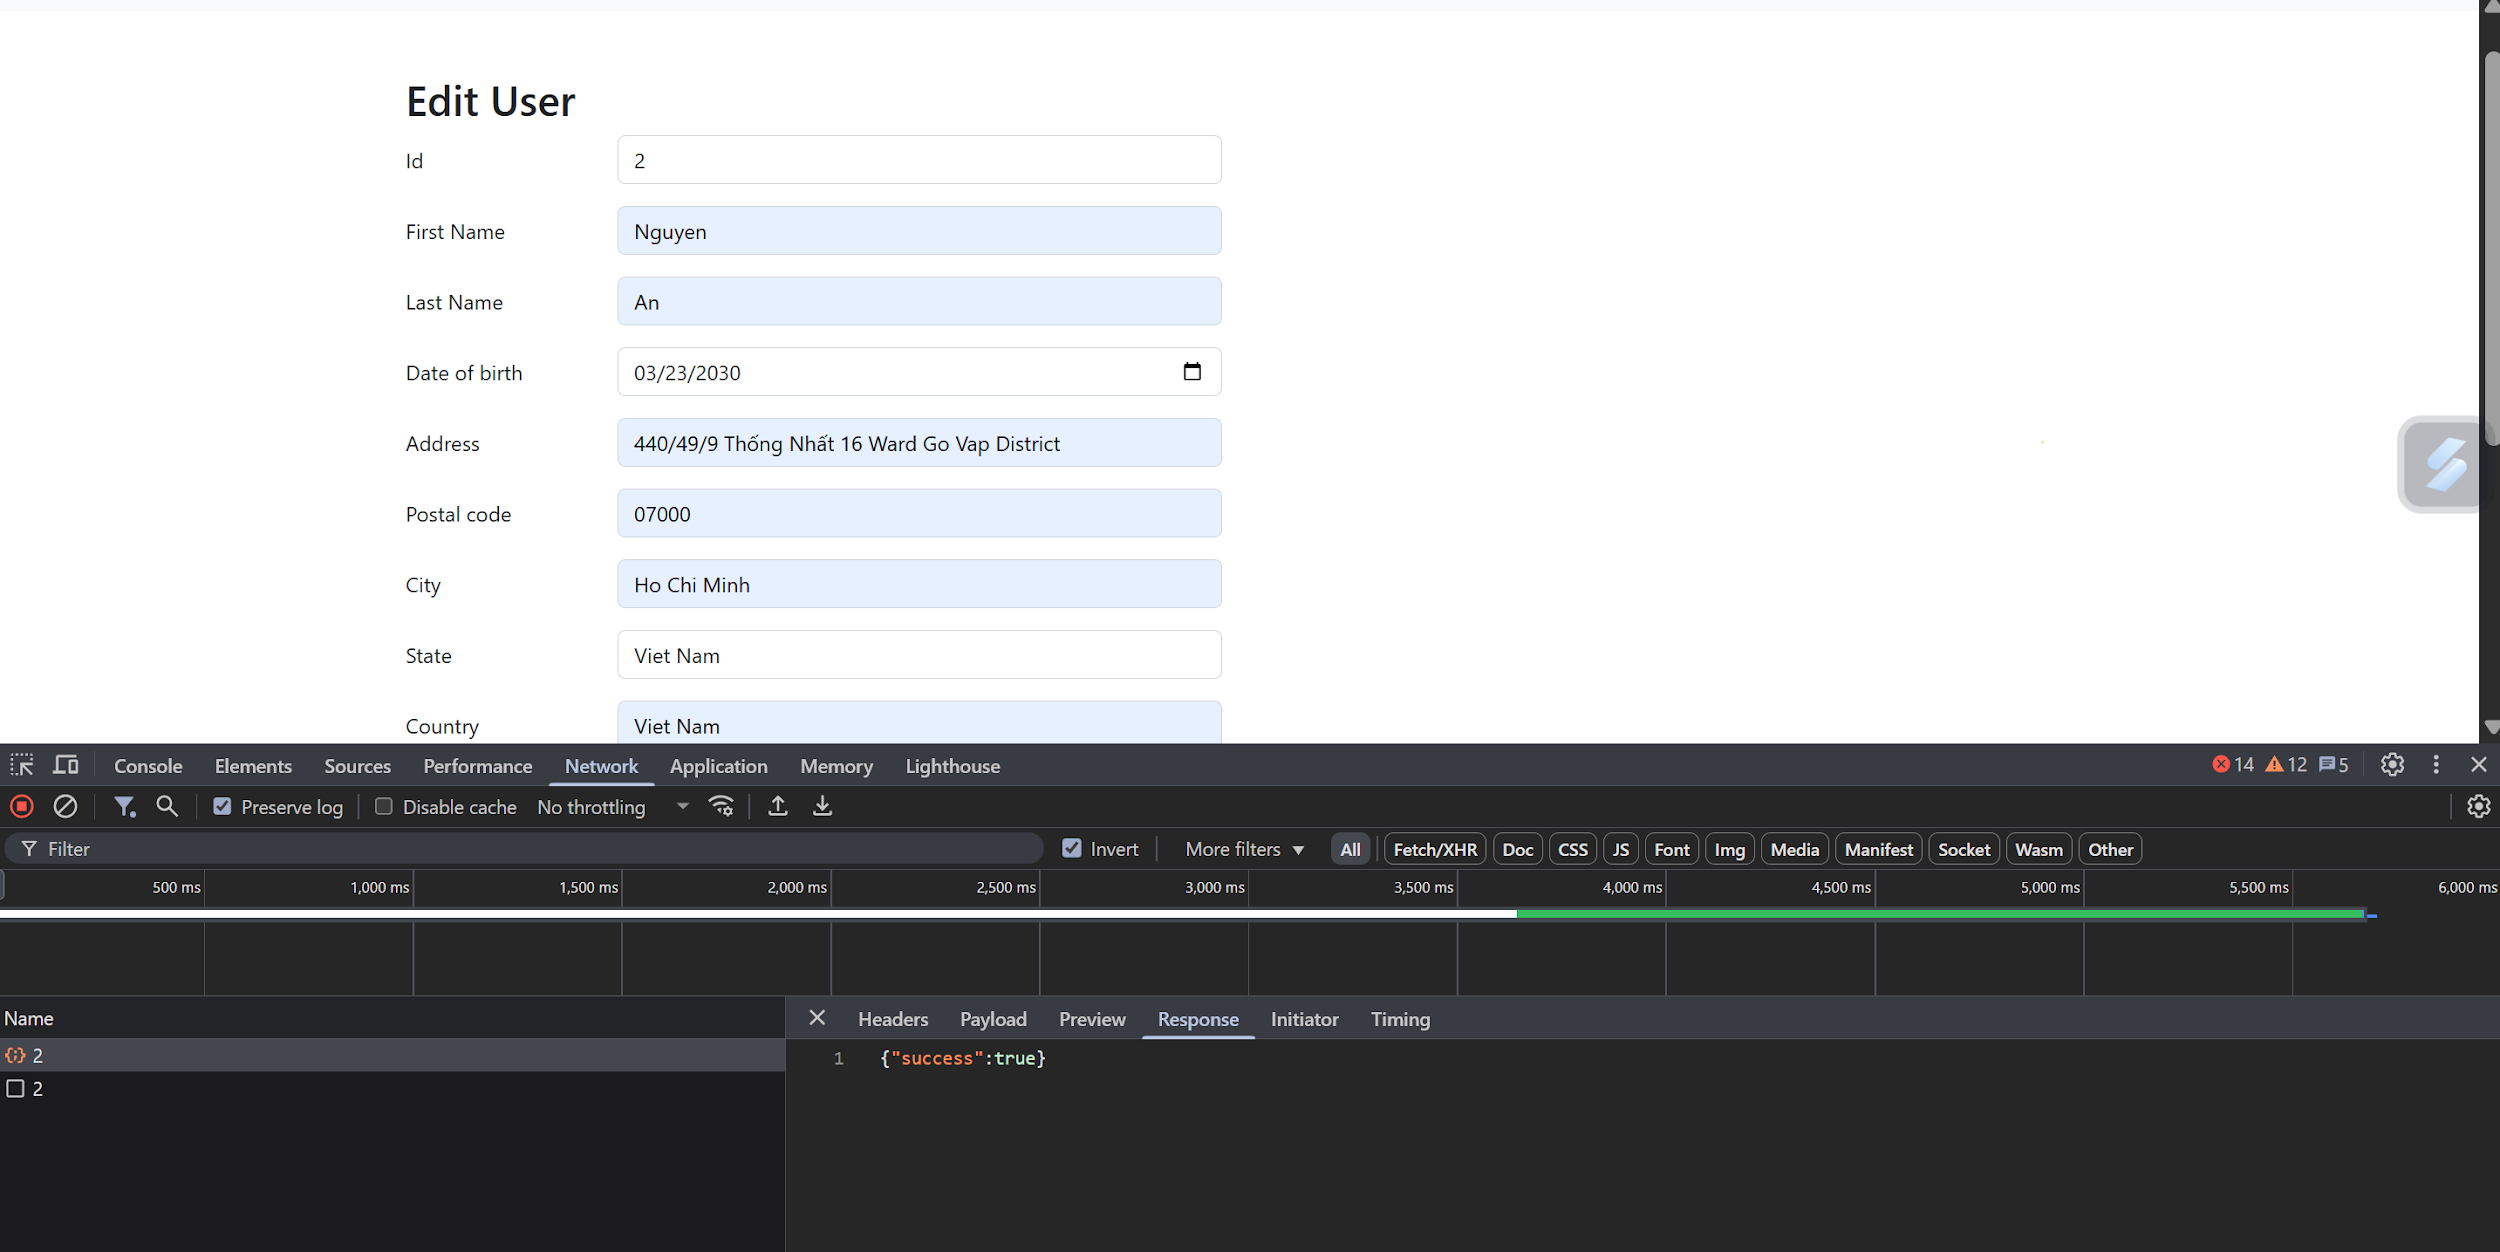 Edit User
Id 2
First Name Nguyen
Last Name An
Date of birth 03/23/2030
Address 440/49/9 Thống Nhất 16 Ward Go Vap District
Postal code 07000
City Ho Chi Minh
State Viet Nam
Country Viet Nam
Console Elements Sources Performance Network Application Memory Lighthouse 14 12 5
Preserve log Disable cache No throttling
Filter Invert More filters All Fetch/XHR Doc CSS JS Font Img Media Manifest Socket Wasm Other
500 ms 1,000 ms 1,500 ms 2,000 ms 2,500 ms 3,000 ms 3,500 ms 4,000 ms 4,500 ms 5,000 ms 5,500 ms 6,000 ms
Name Headers Payload Preview Response Initiator Timing
2 1 {"success":true}
2